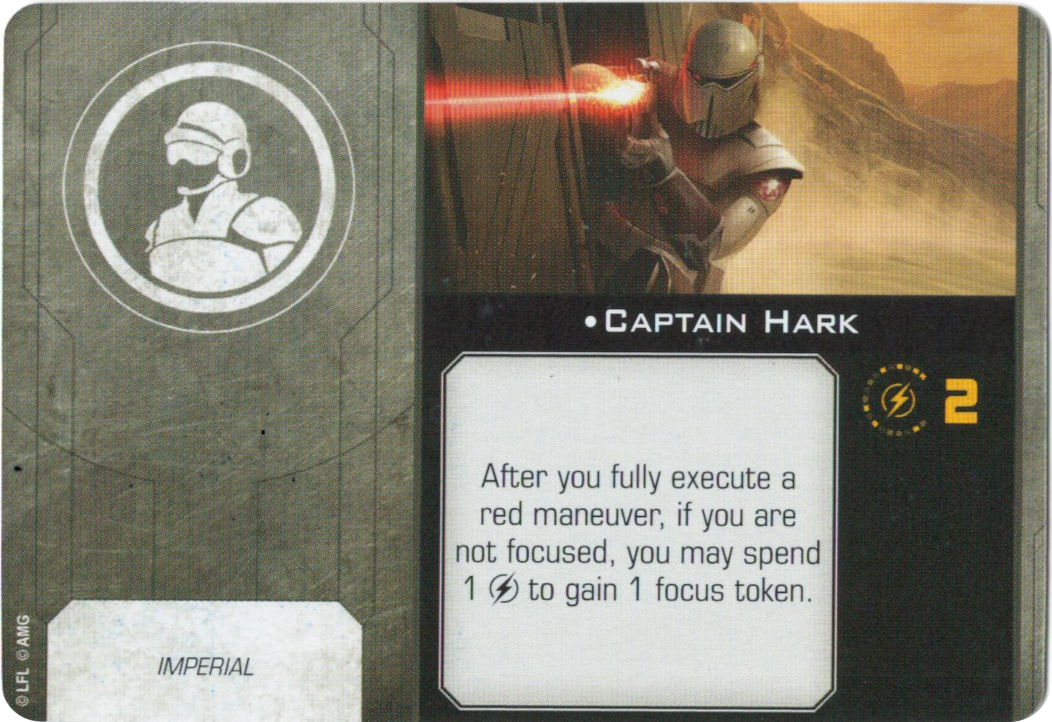 •CAPTAIN HARK
2
After you fully execute a
red maneuver, if you are
not focused, you may spend
1 to gain 1 focus token.
IMPERIAL
© LFL © AMG